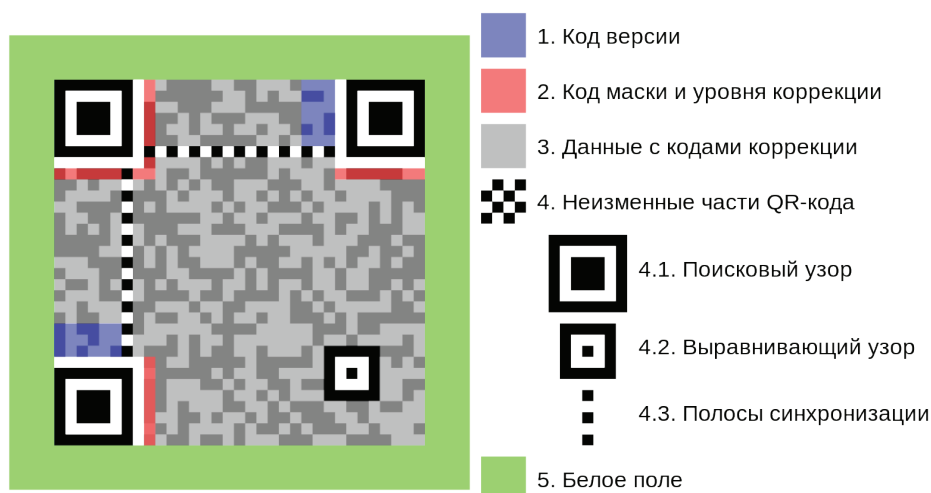 1. Код версии
2. Код маски и уровня коррекции
3. Данные с кодами коррекции
4. Неизменные части QR-кода
4.1. Поисковый узор
4.2. Выравнивающий узор
4.3. Полосы синхронизации
5. Белое поле